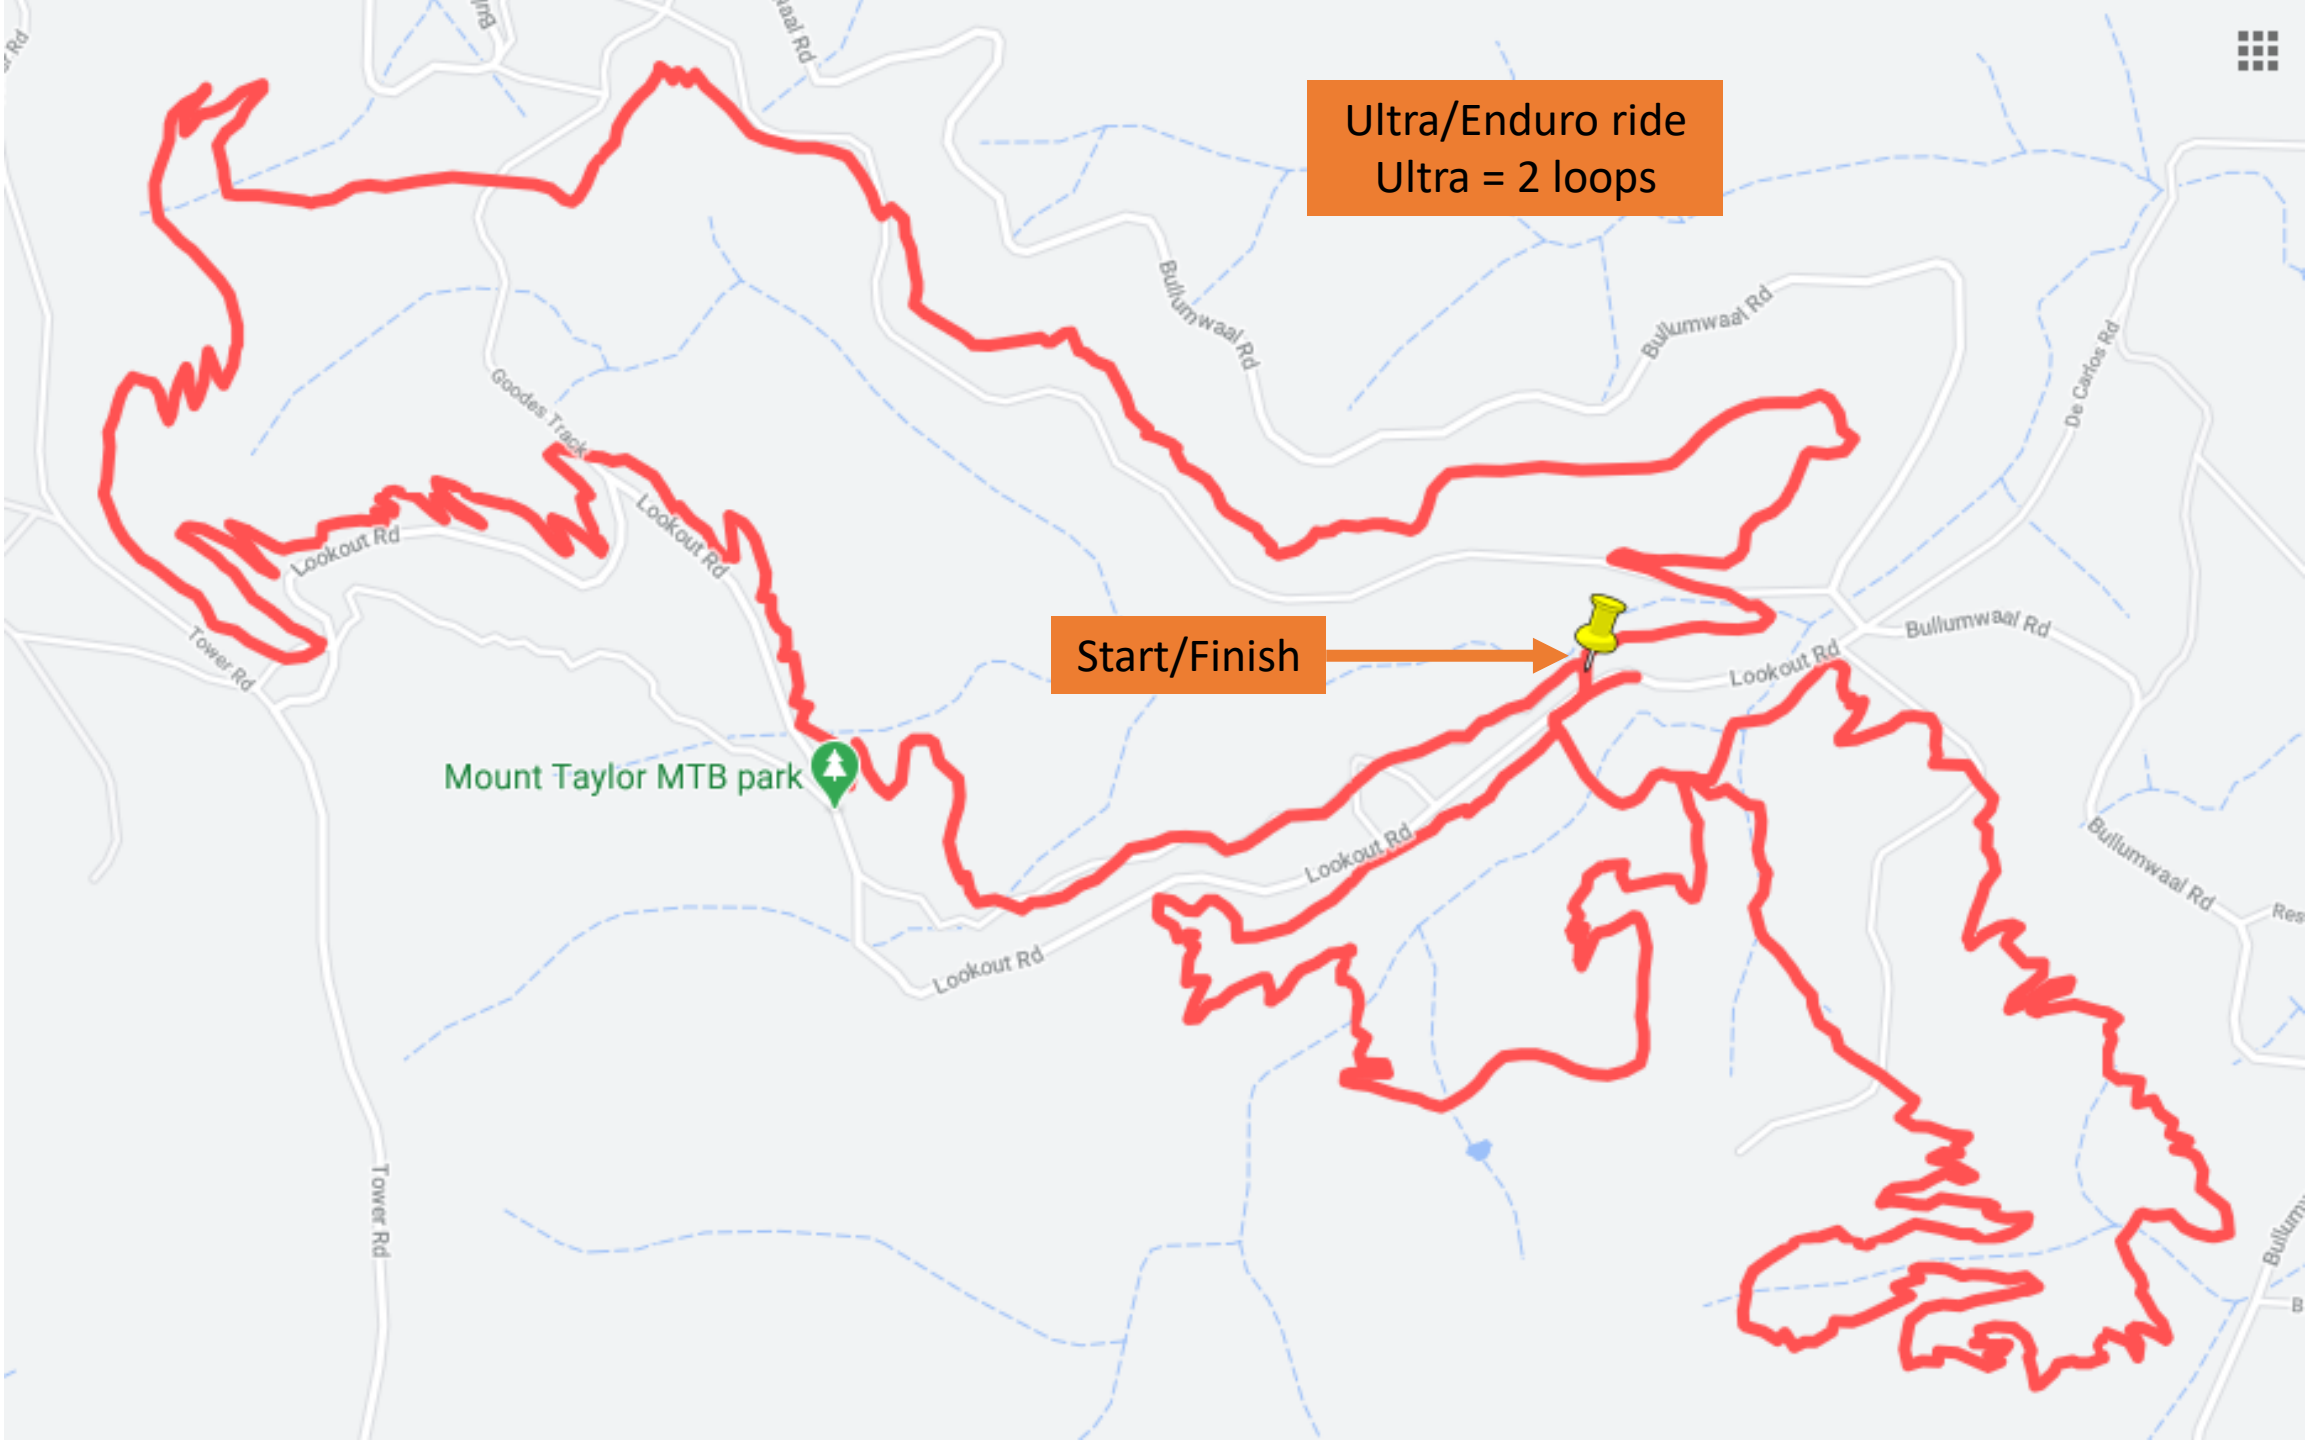 Ultra/Enduro ride
Ultra = 2 loops
Bullumwaal Rd
Bullumwaal Rd
De Carlos Rd
Goodes Track
Lookout Rd
Lookout Rd
Start/Finish
Bullumwaal Rd
Lookout Rd
Tower Rd
Mount Taylor MTB park
Lookout Rd
Bullumwaal Rd
Lookout Rd
Tower Rd